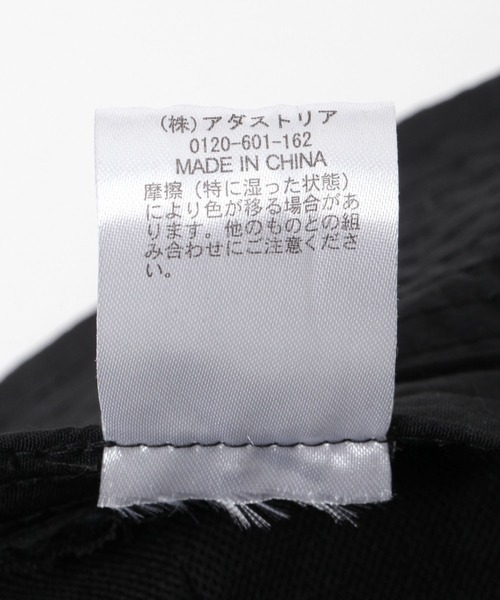 （株）アダストリア
0120-601-162
MADE IN CHINA
摩擦（特に湿った状態）
により色が移る場合があ
ります。他のものとの組
み合わせにご注意くださ
い。